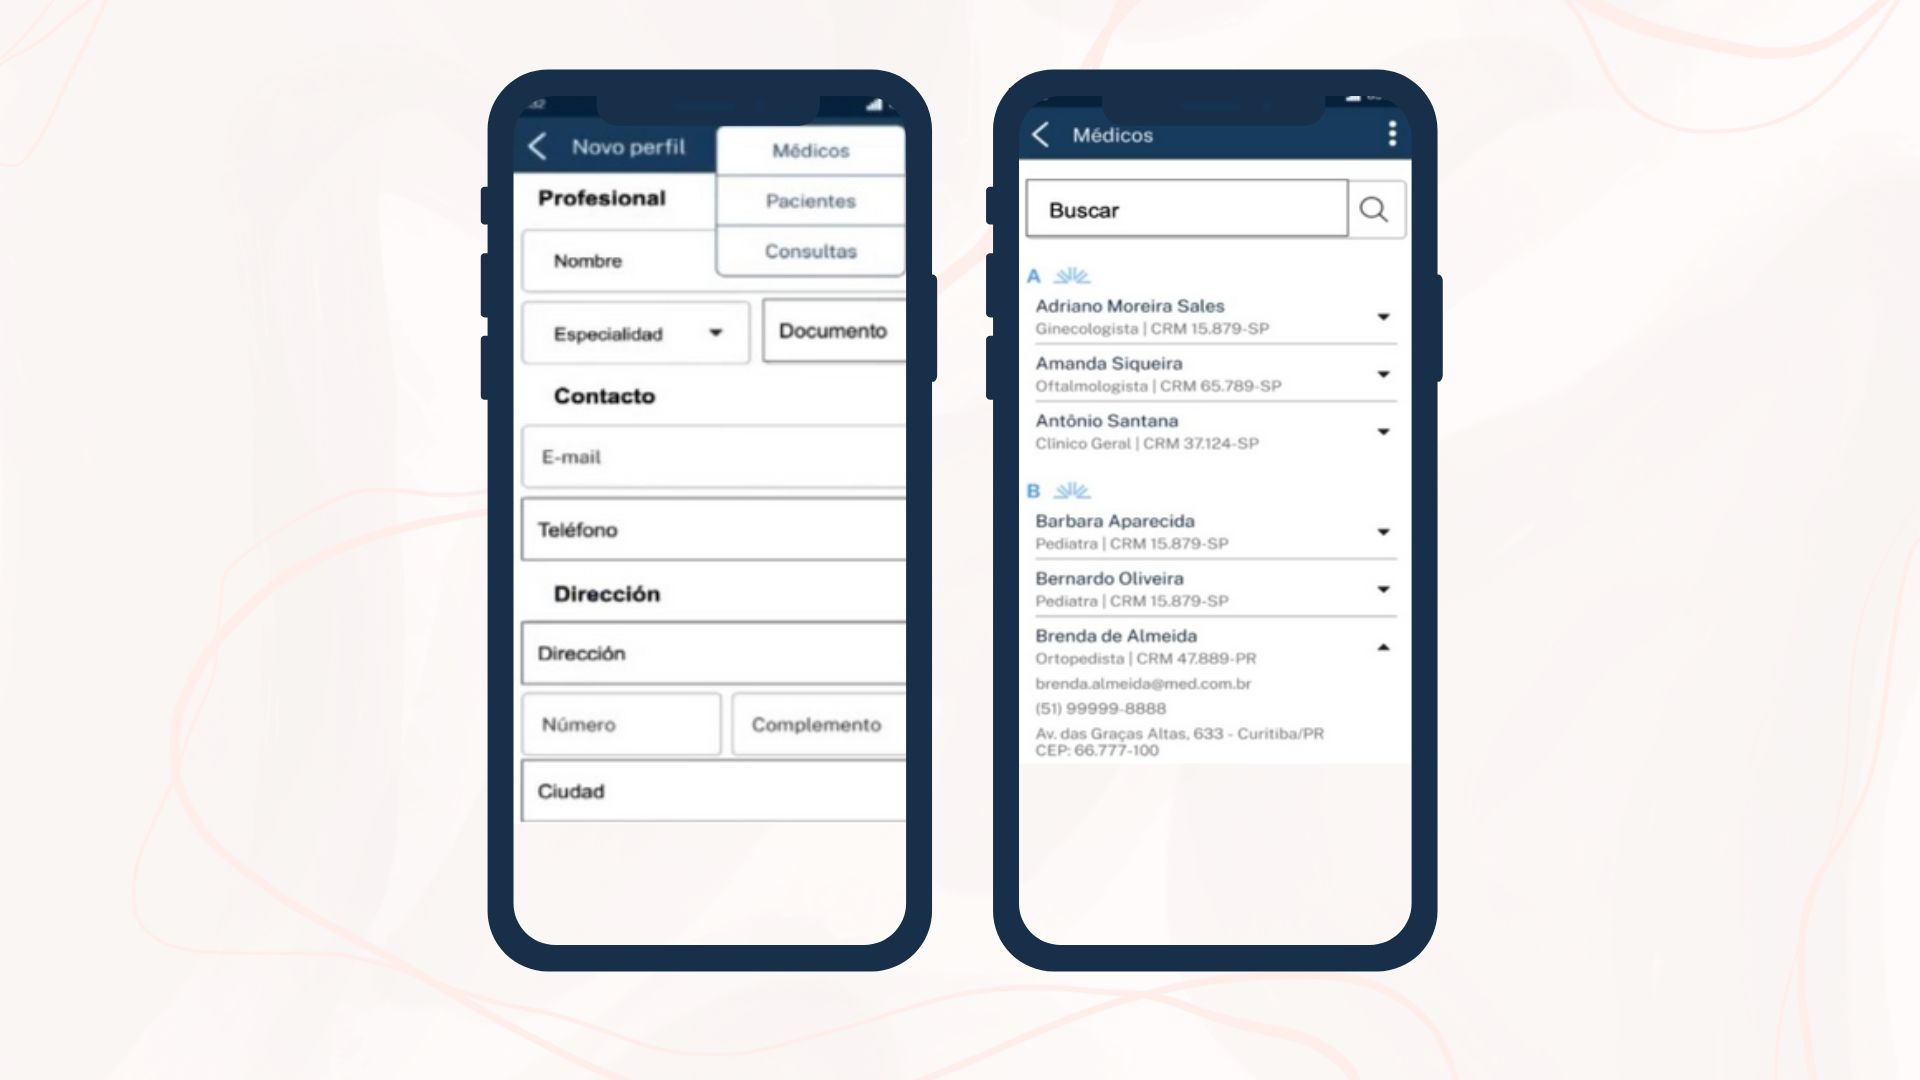 Novo perfil
Médicos
Pacientes
Consultas
Profesional
Nombre
Especialidad
Documento
Contacto
E-mail
Teléfono
Dirección
Dirección
Número
Complemento
Ciudad
Médicos
Buscar
A
Adriano Moreira Sales
Ginecologista | CRM 15.879-SP
Amanda Siqueira
Oftalmologista | CRM 65.789-SP
Antônio Santana
Clínico Geral | CRM 37.124-SP
B
Barbara Aparecida
Pediatra | CRM 15.879-SP
Bernardo Oliveira
Pediatra | CRM 15.879-SP
Brenda de Almeida
Ortopedista | CRM 47.889-PR
brenda.almeida@med.com.br
(51) 99999-8888
Av. das Graças Altas, 633 - Curitiba/PR
CEP: 66.777-100